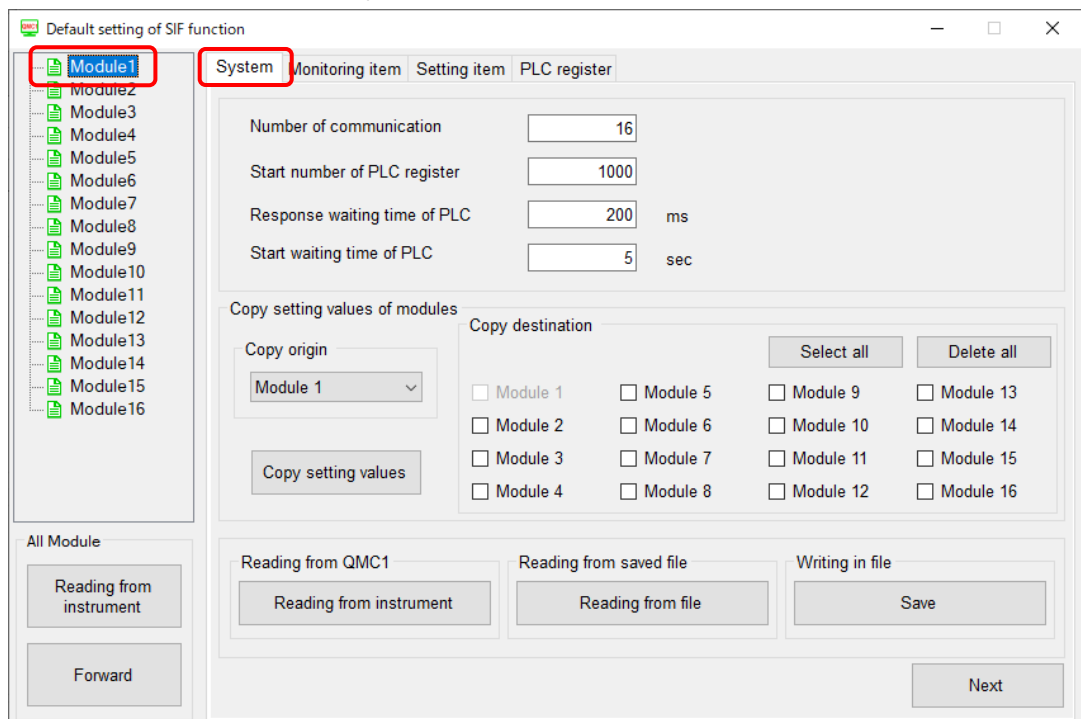 QMC1
Default setting of SIF function
Module1
Module2
Module3
Module4
Module5
Module6
Module7
Module8
Module9
Module10
Module11
Module12
Module13
Module14
Module15
Module16
All Module
Reading from
instrument
Forward
System Monitoring item Setting item PLC register
Number of communication 16
Start number of PLC register 1000
Response waiting time of PLC 200 ms
Start waiting time of PLC 5 sec
Copy setting values of modules
Copy origin
Module 1
Copy setting values
Copy destination
Select all Delete all
Module 1 Module 5 Module 9 Module 13
Module 2 Module 6 Module 10 Module 14
Module 3 Module 7 Module 11 Module 15
Module 4 Module 8 Module 12 Module 16
Reading from QMC1 Reading from saved file Writing in file
Reading from instrument Reading from file Save
Next